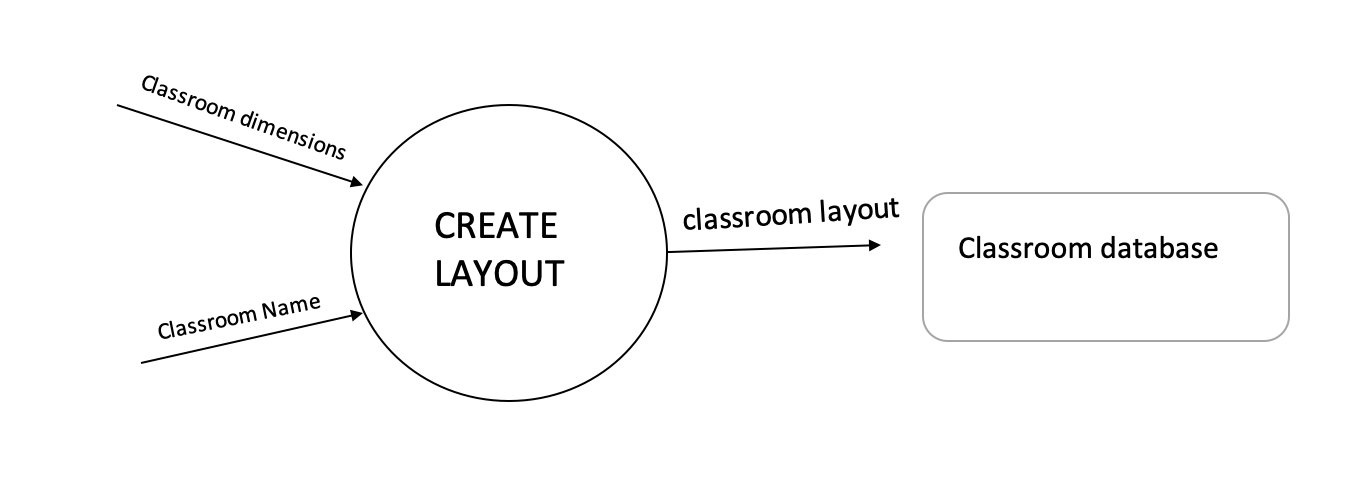 Classroom dimensions
CREATE
LAYOUT
classroom layout
Classroom database
Classroom Name